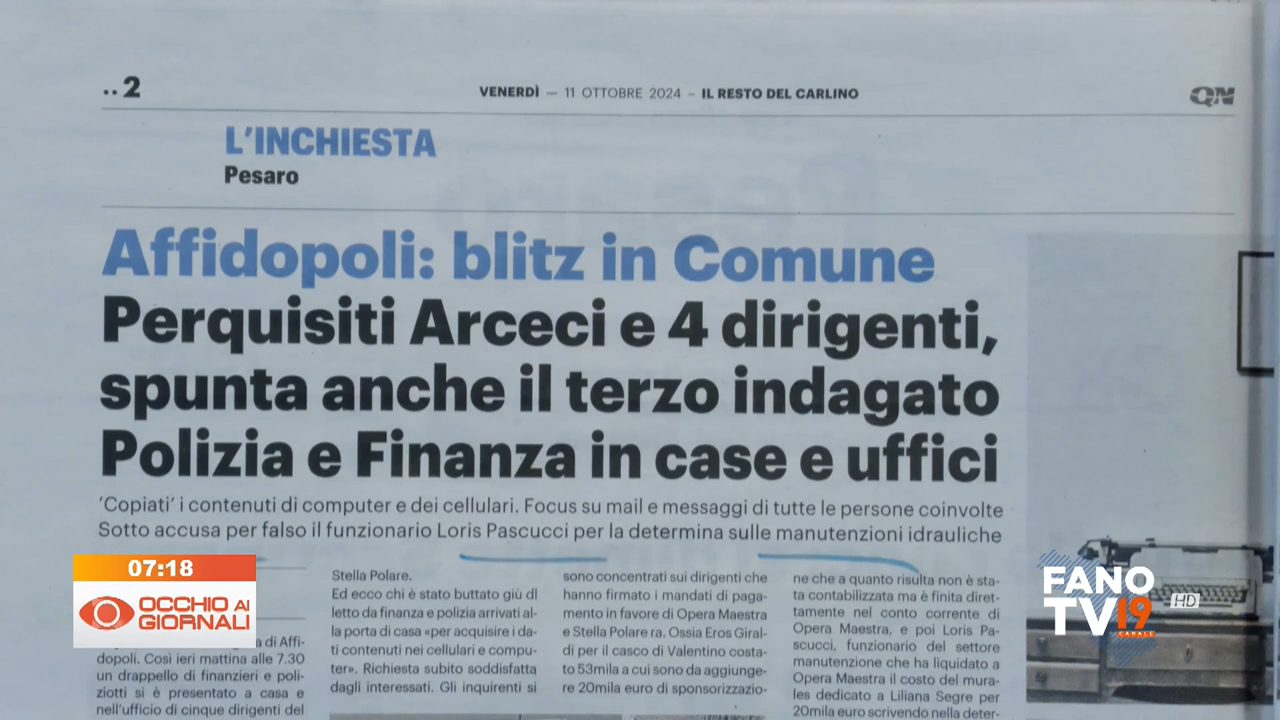 ..2
VENERDÌ — 11 OTTOBRE 2024 – IL RESTO DEL CARLINO
QN
L'INCHIESTA
Pesaro
Affidopoli: blitz in Comune
Perquisiti Arceci e 4 dirigenti,
spunta anche il terzo indagato
Polizia e Finanza in case e uffici
'Copiati' i contenuti di computer e dei cellulari. Focus su mail e messaggi di tutte le persone coinvolte
Sotto accusa per falso il funzionario Loris Pascucci per la determina sulle manutenzioni idrauliche
07:18
OCCHIO AI
GIORNALI
a di Affi-
dopoli. Così ieri mattina alle 7.30
un drappello di finanzieri e poli-
ziotti si è presentato a casa e
nell'ufficio di cinque dirigenti del
Stella Polare.
Ed ecco chi è stato buttato giù dl
letto da finanza e polizia arrivati al-
la porta di casa «per acquisire i da-
ti contenuti nei cellulari e compu-
ter». Richiesta subito soddisfatta
dagli interessati. Gli inquirenti si
sono concentrati sui dirigenti che
hanno firmato i mandati di paga-
mento in favore di Opera Maestra
e Stella Polare ra. Ossia Eros Giral-
di per il casco di Valentino costa-
to 53mila a cui sono da aggiunge-
re 20mila euro di sponsorizzazio-
ne che a quanto risulta non è sta-
ta contabilizzata ma è finita diret-
tamente nel conto corrente di
Opera Maestra, e poi Loris Pa-
scucci, funzionario del settore
manutenzione che ha liquidato a
Opera Maestra il costo del mura-
les dedicato a Liliana Segre per
20mila euro scrivendo nella deter-
FANO
TV19
CANALE
HD